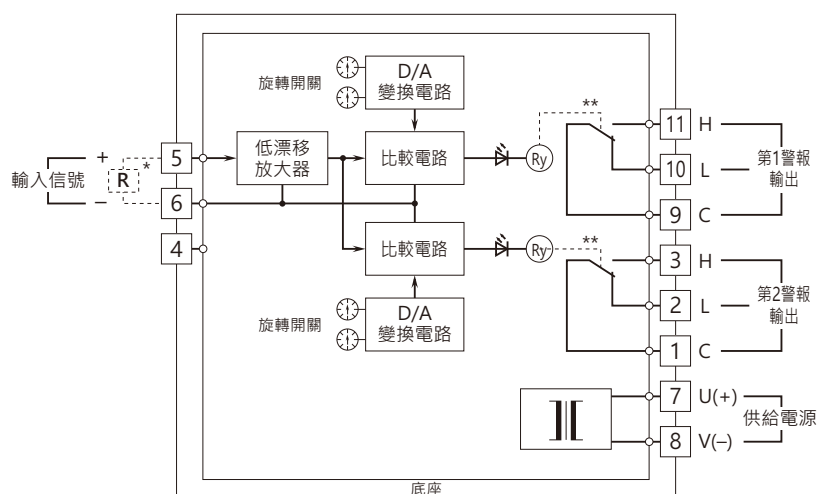 旋轉開關
D/A
變換電路
**
11 H
5
低漂移
放大器
比較電路
Ry
輸入信號
+
R *
–
10 L
第1警報
輸出
6
9 C
4
比較電路
Ry
**
3 H
旋轉開關
D/A
變換電路
2 L
第2警報
輸出
1 C
7 U(+)
供給電源
8 V(–)
底座